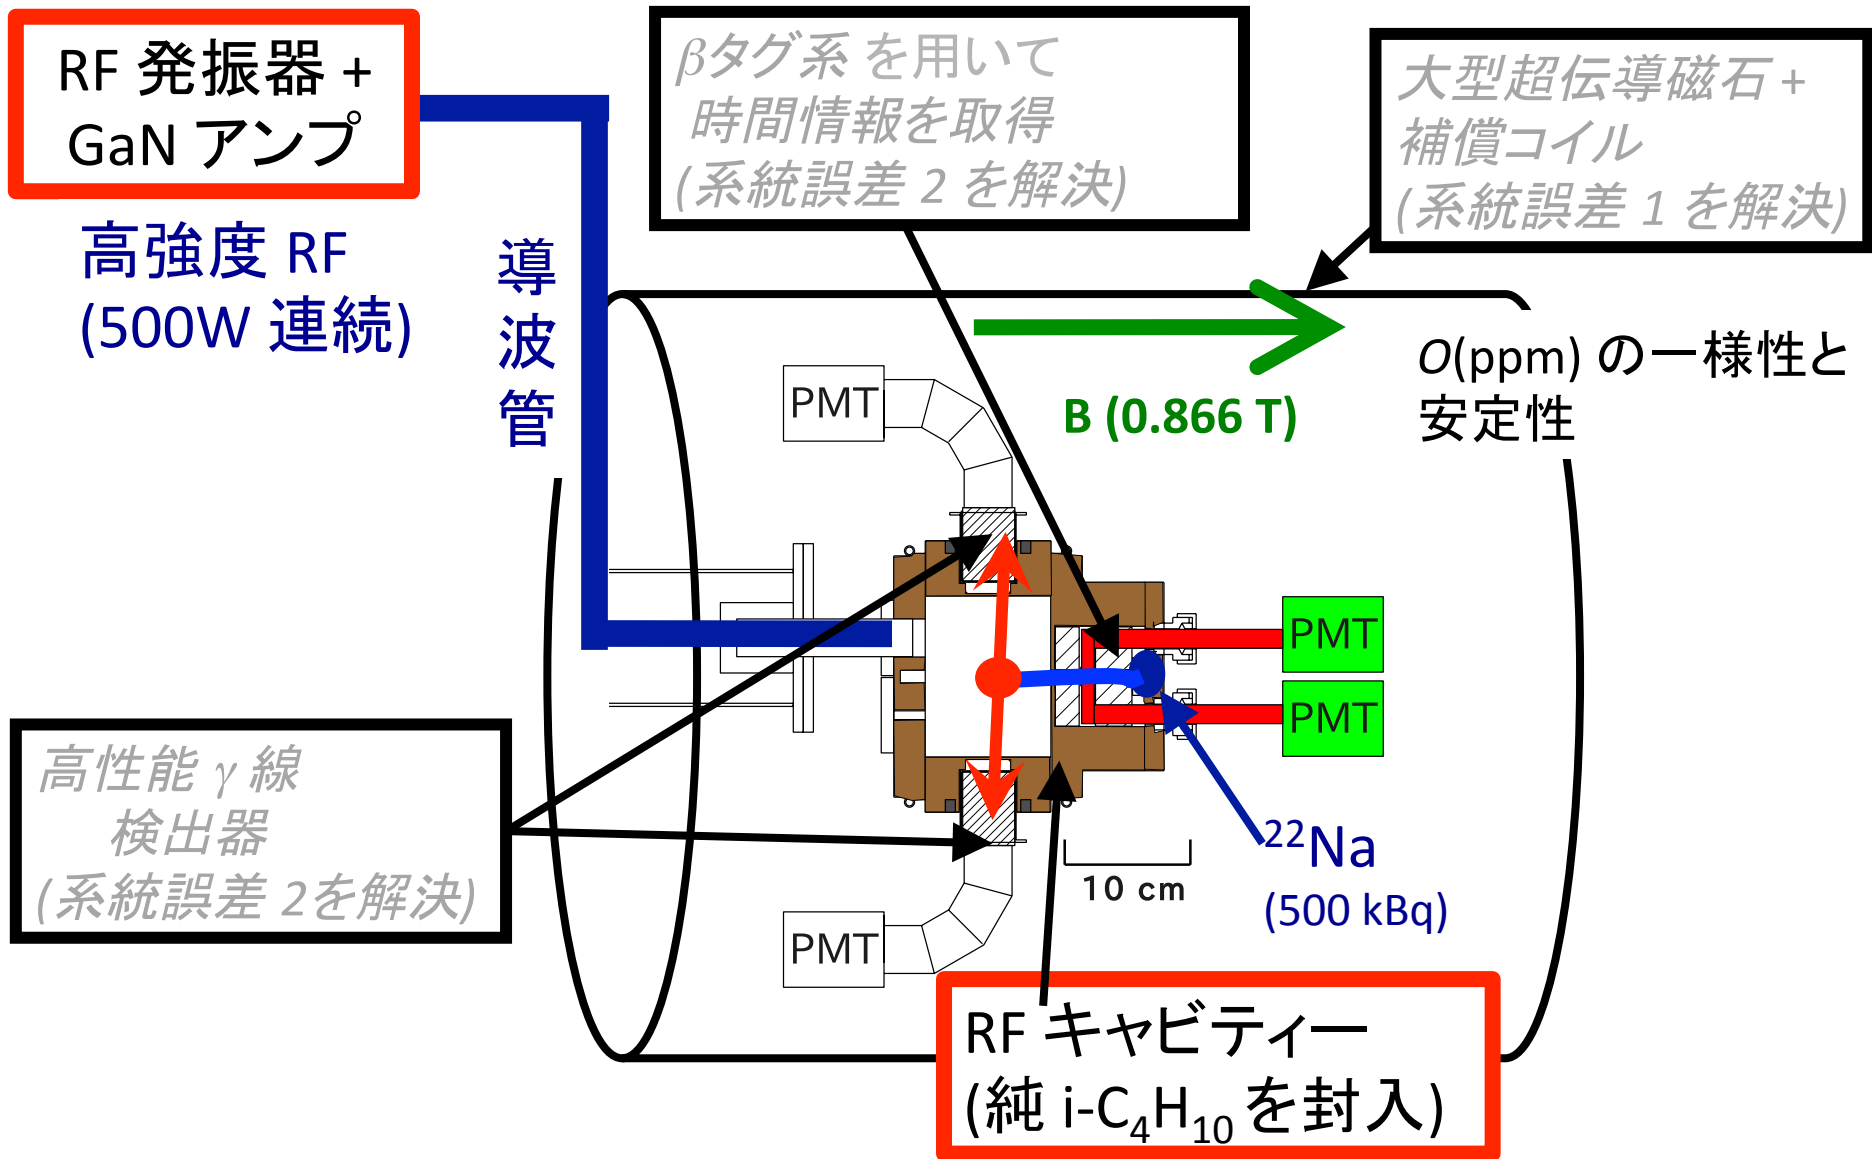 RF 発振器 +
GaN アンプ
高強度 RF
(500W 連続)
導波管
βタグ系 を用いて
時間情報を取得
(系統誤差 2 を解決)
大型超伝導磁石 +
補償コイル
(系統誤差 1 を解決)
O(ppm) の一様性と
安定性
B (0.866 T)
PMT
PMT
PMT
高性能 γ 線
検出器
(系統誤差 2を解決)
10 cm
22Na
(500 kBq)
PMT
RF キャビティー
(純 i-C4H10 を封入)